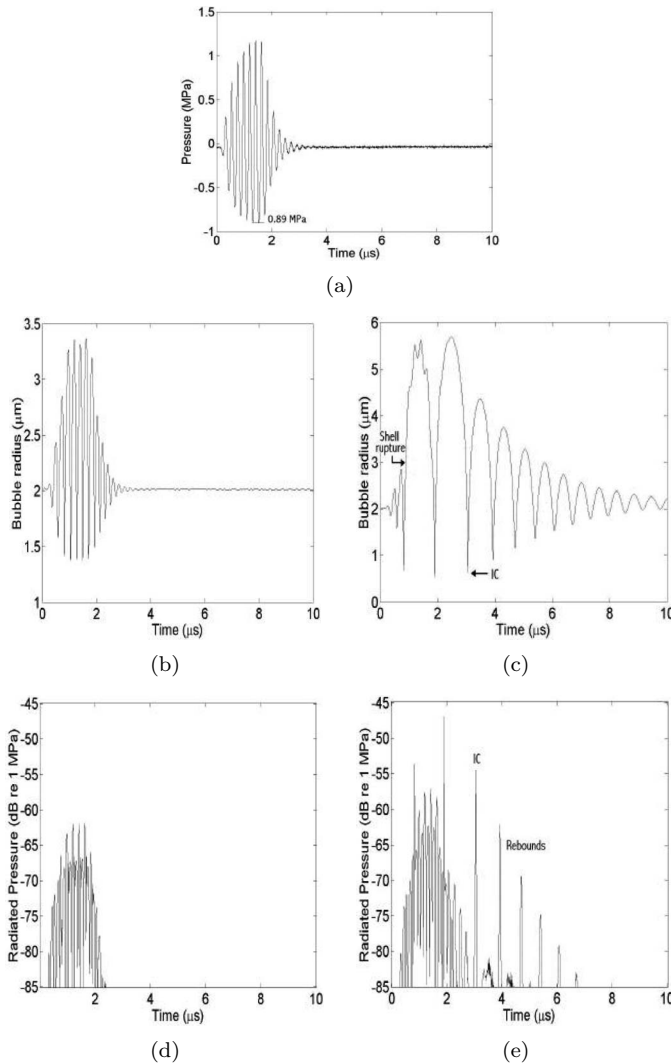 1.5
1
0.5
0
-0.5
-1
Pressure (MPa)
0.89 MPa
0 2 4 6 8 10
Time (μs)
(a)
3.5
3
2.5
2
1.5
1
Bubble radius (μm)
0 2 4 6 8 10
Time (μs)
(b)
6
5
4
3
2
1
0
Bubble radius (μm)
Shell
rupture
IC
0 2 4 6 8 10
Time (μs)
(c)
-45
-50
-55
-60
-65
-70
-75
-80
-85
Radiated Pressure (dB re 1 MPa)
2 4 6 8 10
Time (μs)
(d)
-45
-50
-55
-60
-65
-70
-75
-80
-85
Radiated Pressure (dB re 1 MPa)
IC
Rebounds
0 2 4 6 8 10
Time (μs)
(e)